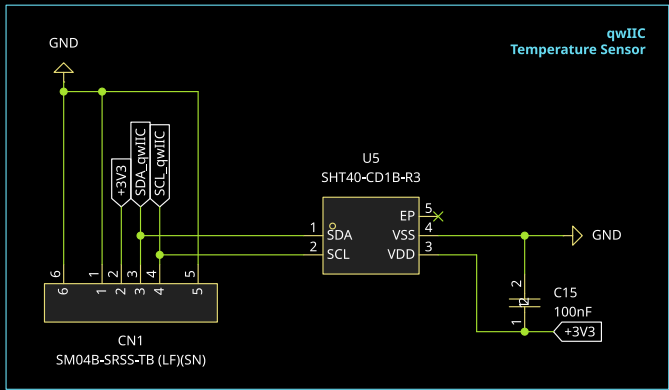 qwIIC
Temperature Sensor
GND
+3V3
SDA_qwIIC
SCL_qwIIC
U5
SHT40-CD1B-R3
1 SDA
2 SCL
EP 5
VSS 4
VDD 3
GND
2
1
C15
100nF
+3V3
6 1 2 3 4 5
6 1 2 3 4 5
CN1
SM04B-SRSS-TB (LF)(SN)